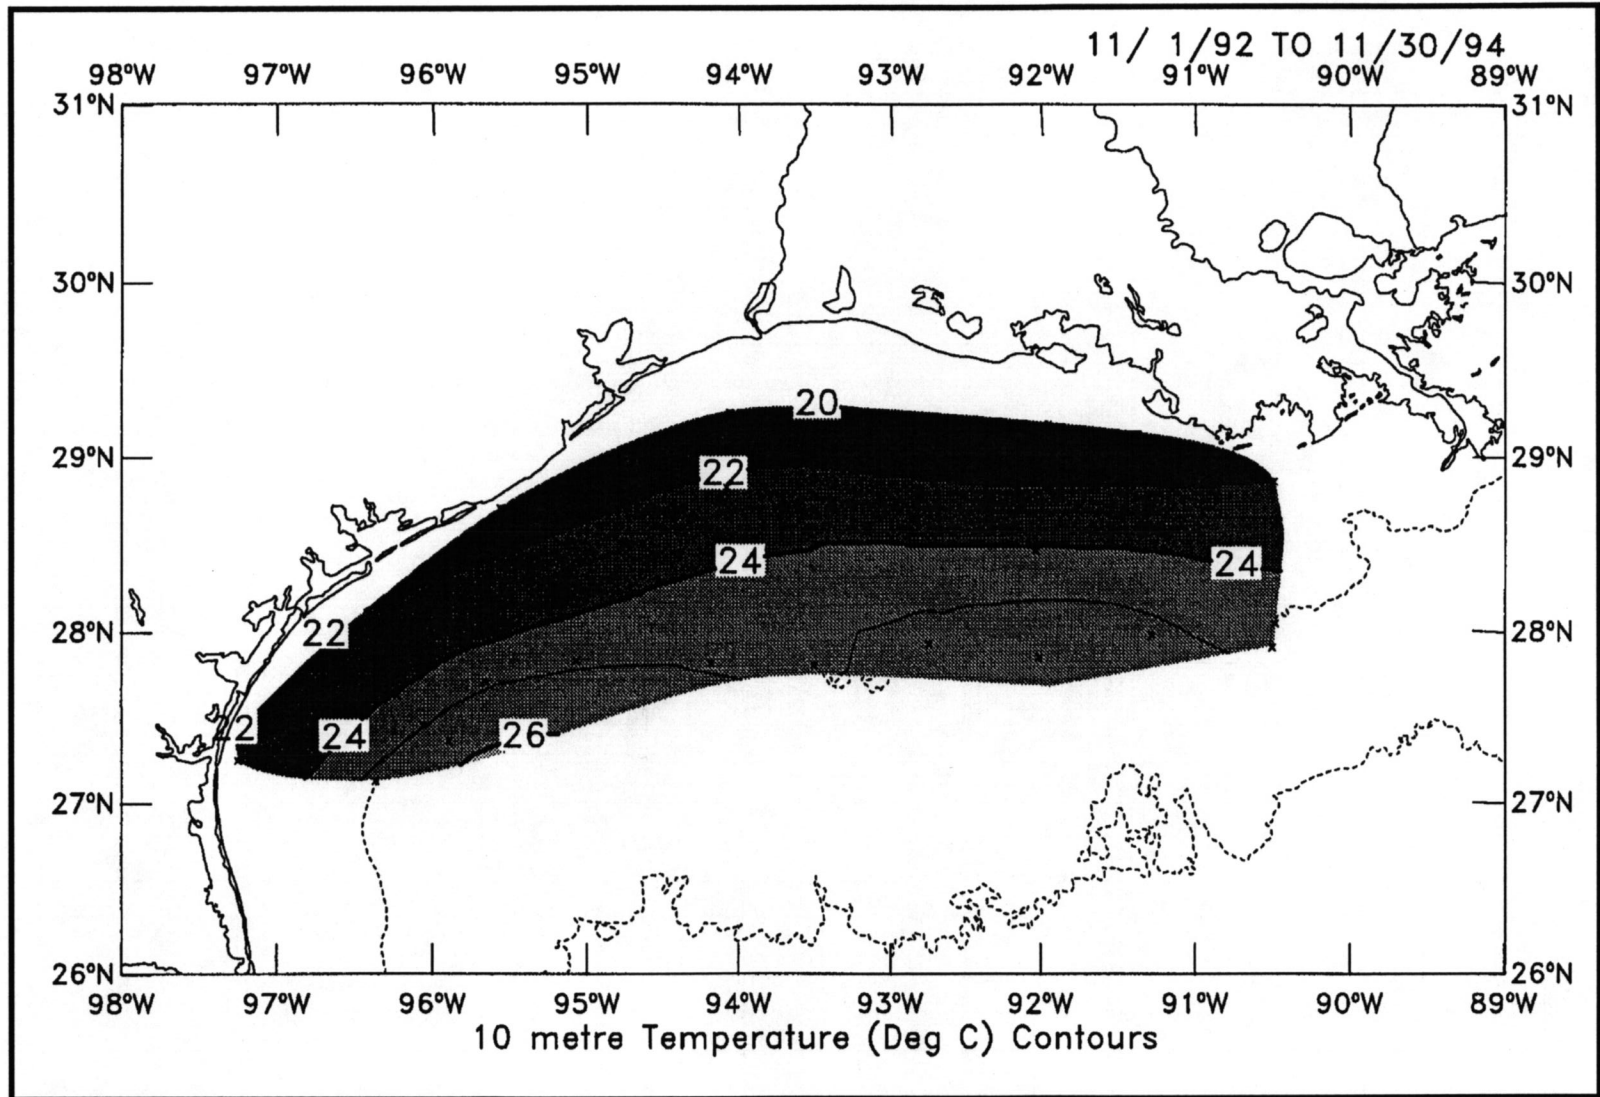 11/ 1/92 TO 11/30/94
98°W 97°W 96°W 95°W 94°W 93°W 92°W 91°W 90°W 89°W
31°N 31°N
30°N 30°N
20
29°N 22 29°N
24 24
28°N 22 28°N
22 24 26
27°N 27°N
26°N 26°N
98°W 97°W 96°W 95°W 94°W 93°W 92°W 91°W 90°W 89°W
10 metre Temperature (Deg C) Contours